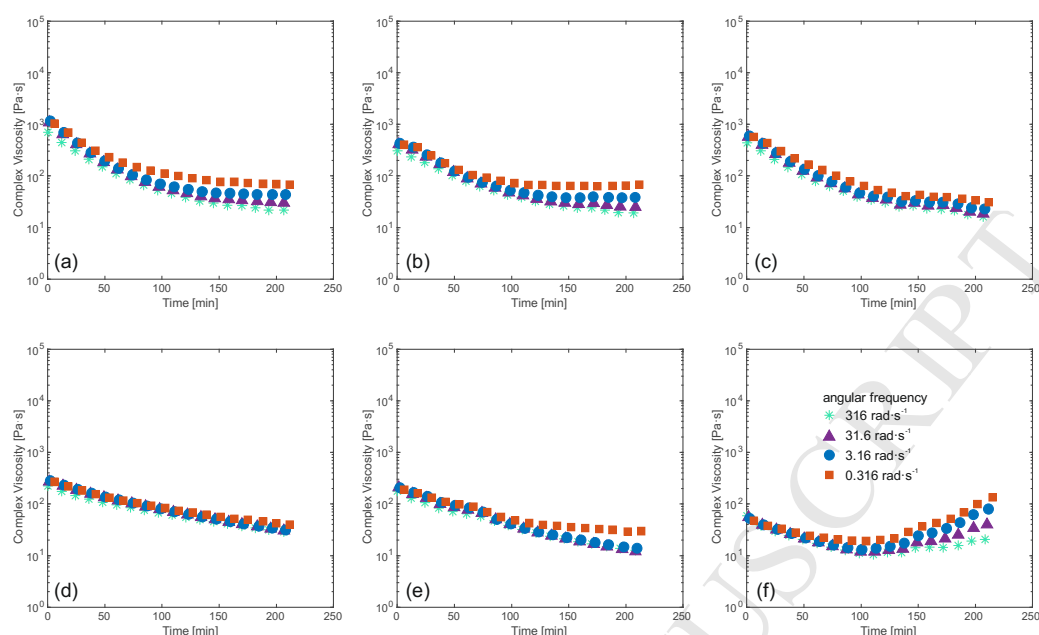 10^5
10^4
10^3
10^2
10^1
10^0
Complex Viscosity [Pa·s]
(a)
0 50 100 150 200 250
Time [min]
10^5
10^4
10^3
10^2
10^1
10^0
Complex Viscosity [Pa·s]
(b)
0 50 100 150 200 250
Time [min]
10^5
10^4
10^3
10^2
10^1
10^0
Complex Viscosity [Pa·s]
(c)
0 50 100 150 200 250
Time [min]
10^5
10^4
10^3
10^2
10^1
10^0
Complex Viscosity [Pa·s]
(d)
0 50 100 150 200 250
Time [min]
10^5
10^4
10^3
10^2
10^1
10^0
Complex Viscosity [Pa·s]
(e)
0 50 100 150 200 250
Time [min]
10^5
10^4
10^3
10^2
10^1
10^0
Complex Viscosity [Pa·s]
angular frequency
316 rad·s⁻¹
31.6 rad·s⁻¹
3.16 rad·s⁻¹
0.316 rad·s⁻¹
(f)
0 50 100 150 200 250
Time [min]
USCRIPT